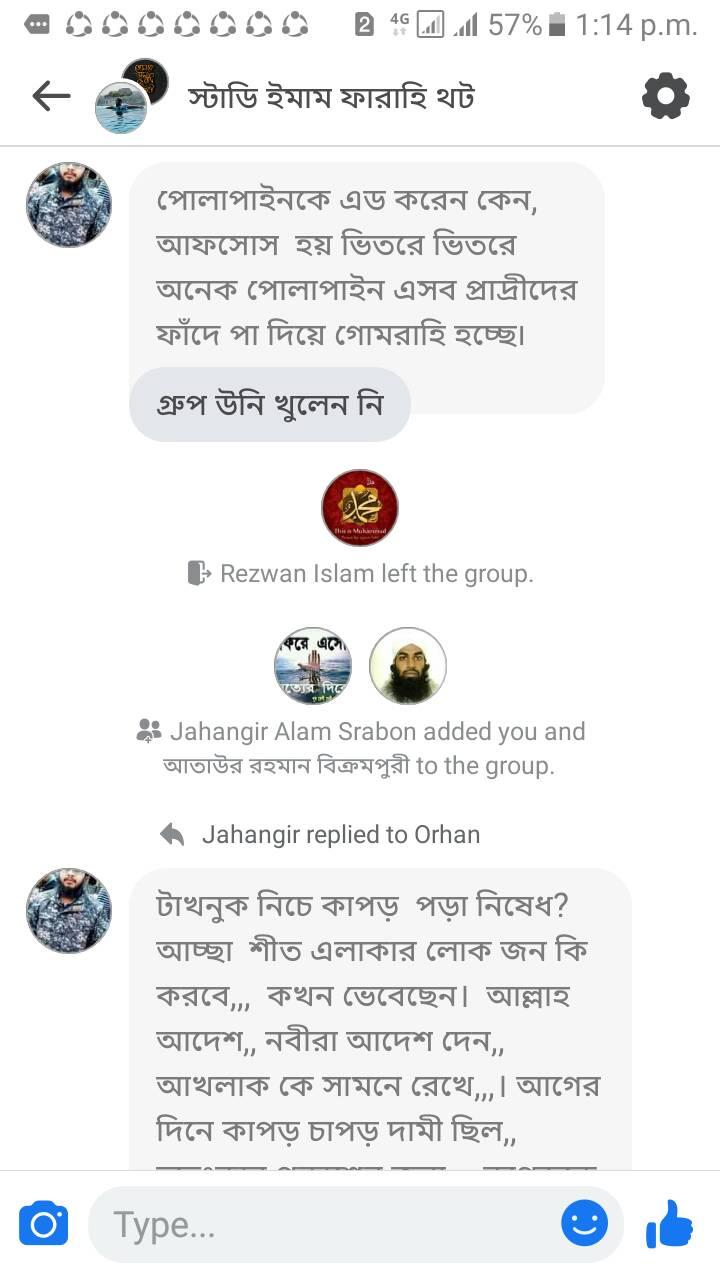 2 4G 57% 1:14 p.m.
স্টাডি ইমাম ফারাহি থট
পোলাপাইনকে এড করেন কেন,
আফসোস হয় ভিতরে ভিতরে
অনেক পোলাপাইন এসব প্রাদ্রীদের
ফাঁদে পা দিয়ে গোমরাহি হচ্ছে।
গ্রুপ উনি খুলেন নি
This is Muhammad
Rezwan Islam left the group.
Jahangir Alam Srabon added you and
আতাউর রহমান বিক্রমপুরী to the group.
Jahangir replied to Orhan
টাখনুক নিচে কাপড় পড়া নিষেধ?
আচ্ছা শীত এলাকার লোক জন কি
করবে,,, কখন ভেবেছেন। আল্লাহ
আদেশ,, নবীরা আদেশ দেন,,
আখলাক কে সামনে রেখে,,,। আগের
দিনে কাপড় চাপড় দামী ছিল,,
Type...